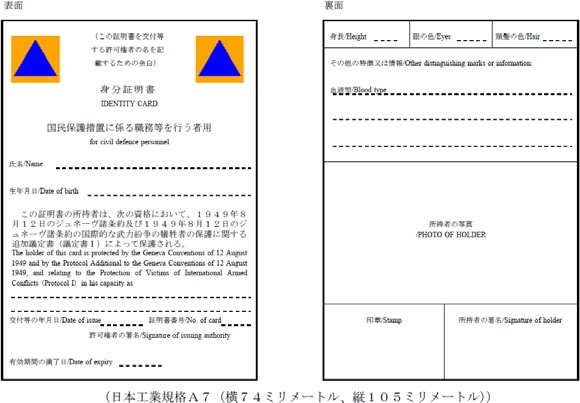 表面
（この証明書を交付等
する許可権者の名を記
載するための余白）
身分証明書
IDENTITY CARD
国民保護措置に係る職務等を行う者用
for civil defence personnel
氏名/Name
生年月日/Date of birth
この証明書の所持者は、次の資格において、１９４９年８
月１２日のジュネーヴ諸条約及び１９４９年８月１２日のジ
ュネーヴ諸条約の国際的な武力紛争の犠牲者の保護に関する
追加議定書（議定書Ⅰ）によって保護される。
The holder of this card is protected by the Geneva Conventions of 12 August
1949 and by the Protocol Additional to the Geneva Conventions of 12 August
1949, and relating to the Protection of Victims of International Armed
Conflicts（Protocol I）in his capacity as
交付等の年月日/Date of issue 証明書番号/No. of card
許可権者の署名/Signature of issuing authority
有効期間の満了日/Date of expiry
裏面
身長/Height 眼の色/Eyes 頭髪の色/Hair
その他の特徴又は情報/Other distinguishing marks or information:
血液型/Blood type
所持者の写真
/PHOTO OF HOLDER
印章/Stamp 所持者の署名/Signature of holder
（日本工業規格Ａ７（横７４ミリメートル、縦１０５ミリメートル））